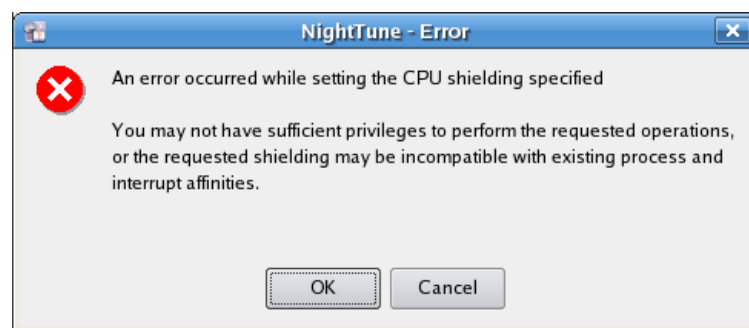 NightTune - Error
An error occurred while setting the CPU shielding specified
You may not have sufficient privileges to perform the requested operations,
or the requested shielding may be incompatible with existing process and
interrupt affinities.
OK
Cancel